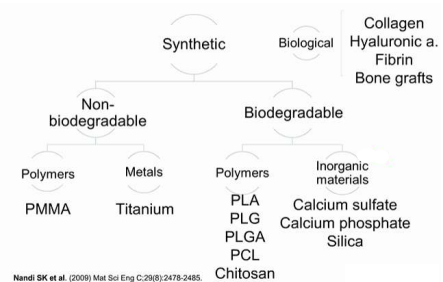 Synthetic
Biological
Collagen
Hyaluronic a.
Fibrin
Bone grafts
Non-
biodegradable
Biodegradable
Polymers
Metals
Polymers
Inorganic
materials
PMMA
Titanium
PLA
PLG
PLGA
PCL
Chitosan
Calcium sulfate
Calcium phosphate
Silica
Nandi SK et al. (2009) Mat Sci Eng C;29(8):2478-2485.